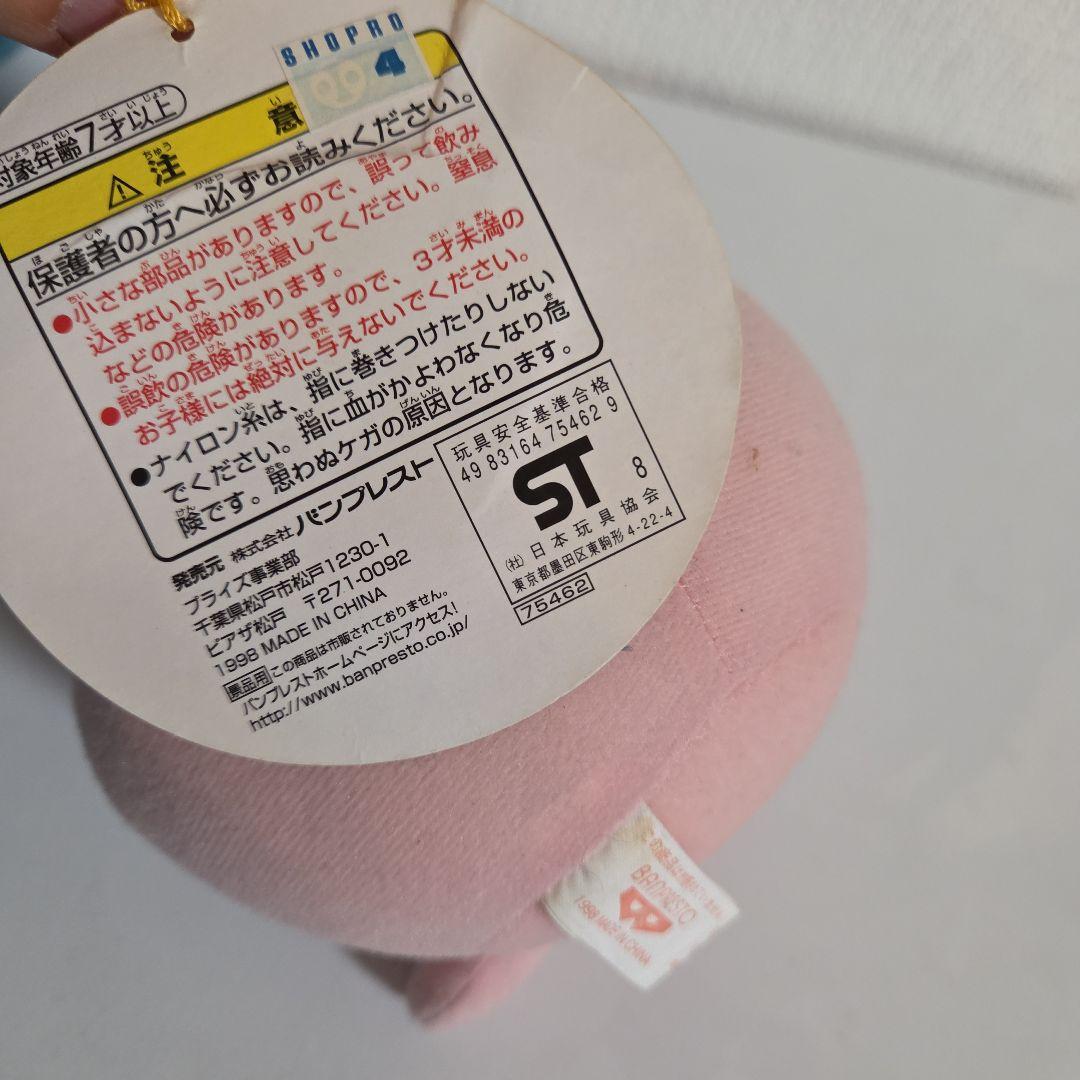 SHOPRO
99 4
対象年齢7才以上
注意
保護者の方へ必ずお読みください。
●小さな部品がありますので、誤って飲み
込まないように注意してください。窒息
などの危険があります。
●誤飲の危険がありますので、3才未満の
お子様には絶対に与えないでください。
●ナイロン糸は、指に巻きつけたりしない
でください。指に血がかよわなくなり危
険です。思わぬケガの原因となります。
発売元 株式会社バンプレスト
プライズ事業部
千葉県松戸市松戸1230-1
ピアザ松戸 〒271-0092
1998 MADE IN CHINA
景品用 この商品は市販されておりません。
バンプレストホームページにアクセス!
http://www.banpresto.co.jp/
玩具安全基準合格
49 83164 75462 9
ST 8
(社) 日本玩具協会
東京都墨田区東駒形4-22-4
75462
BANPRESTO
1998 MADE IN CHINA